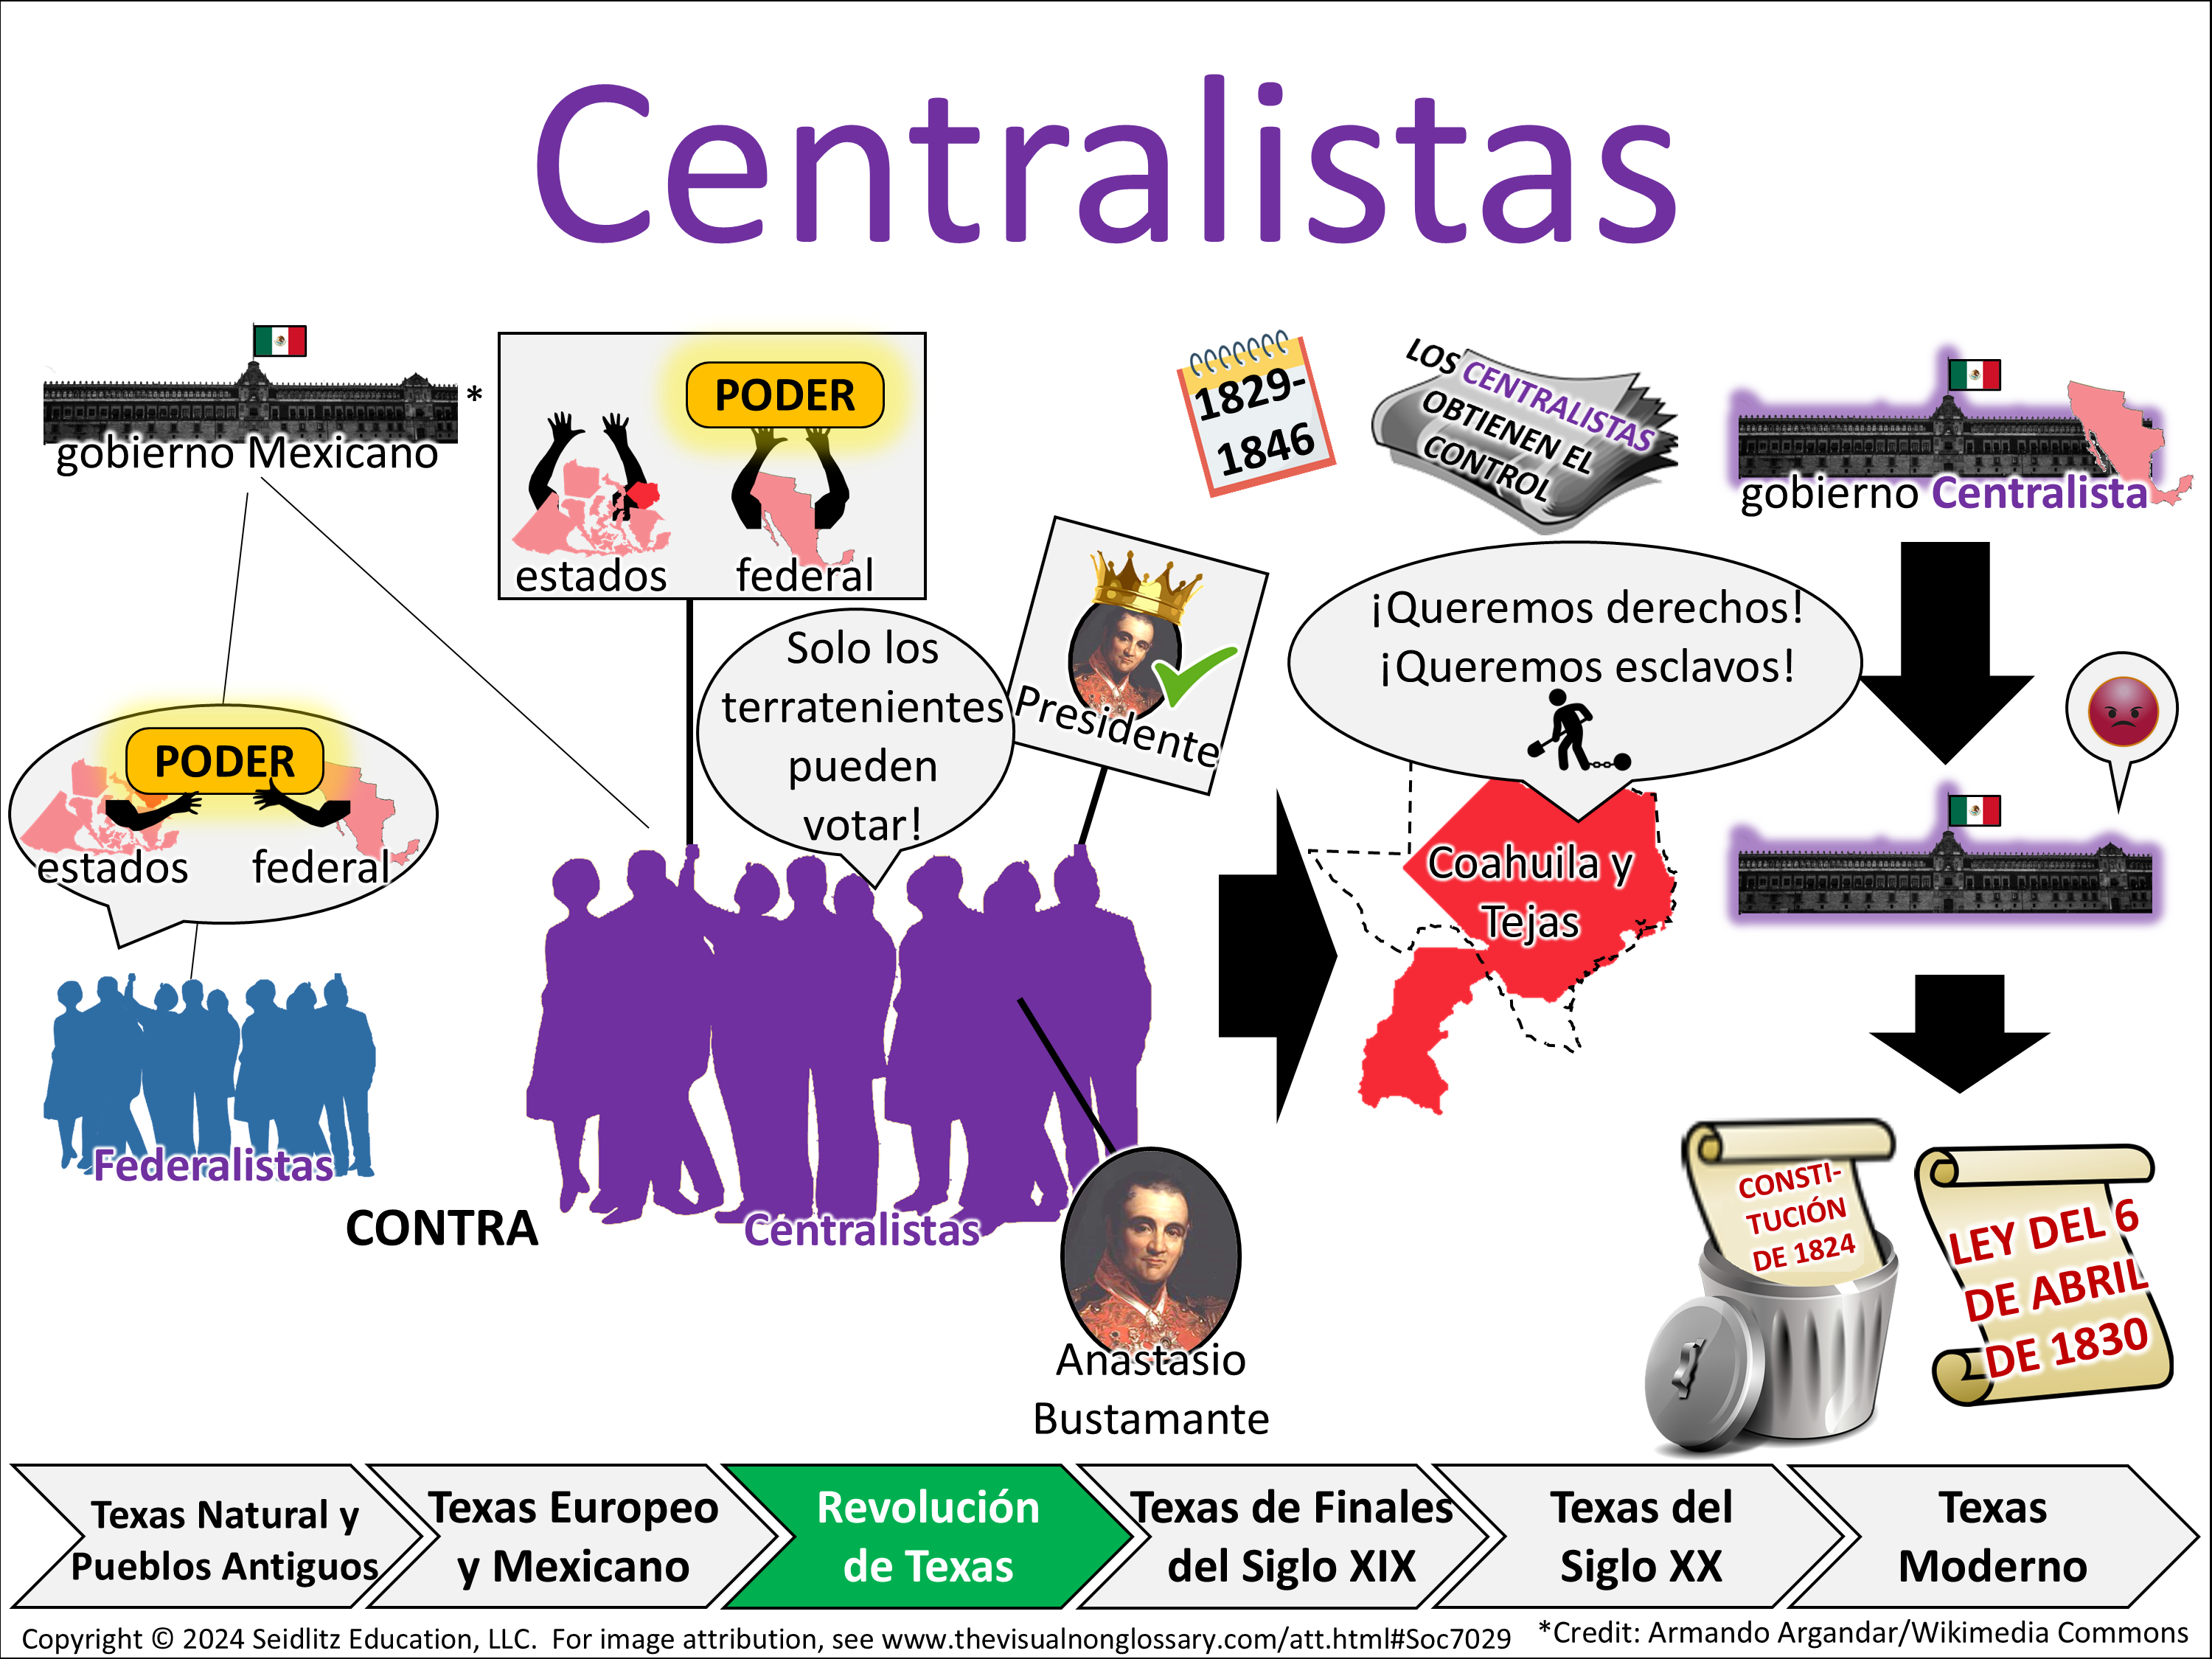 Centralistas
gobierno Mexicano
*
PODER
estados
federal
PODER
estados
federal
Federalistas
CONTRA
Solo los
terratenientes
pueden
votar!
Presidente
Centralistas
Anastasio
Bustamante
1829-
1846
LOS CENTRALISTAS
OBTIENEN EL
CONTROL
gobierno Centralista
¡Queremos derechos!
¡Queremos esclavos!
Coahuila y
Tejas
CONSTI-
TUCIÓN
DE 1824
LEY DEL 6
DE ABRIL
DE 1830
Texas Natural y
Pueblos Antiguos
Texas Europeo
y Mexicano
Revolución
de Texas
Texas de Finales
del Siglo XIX
Texas del
Siglo XX
Texas
Moderno
Copyright © 2024 Seidlitz Education, LLC.  For image attribution, see www.thevisualnonglossary.com/att.html#Soc7029
*Credit: Armando Argandar/Wikimedia Commons